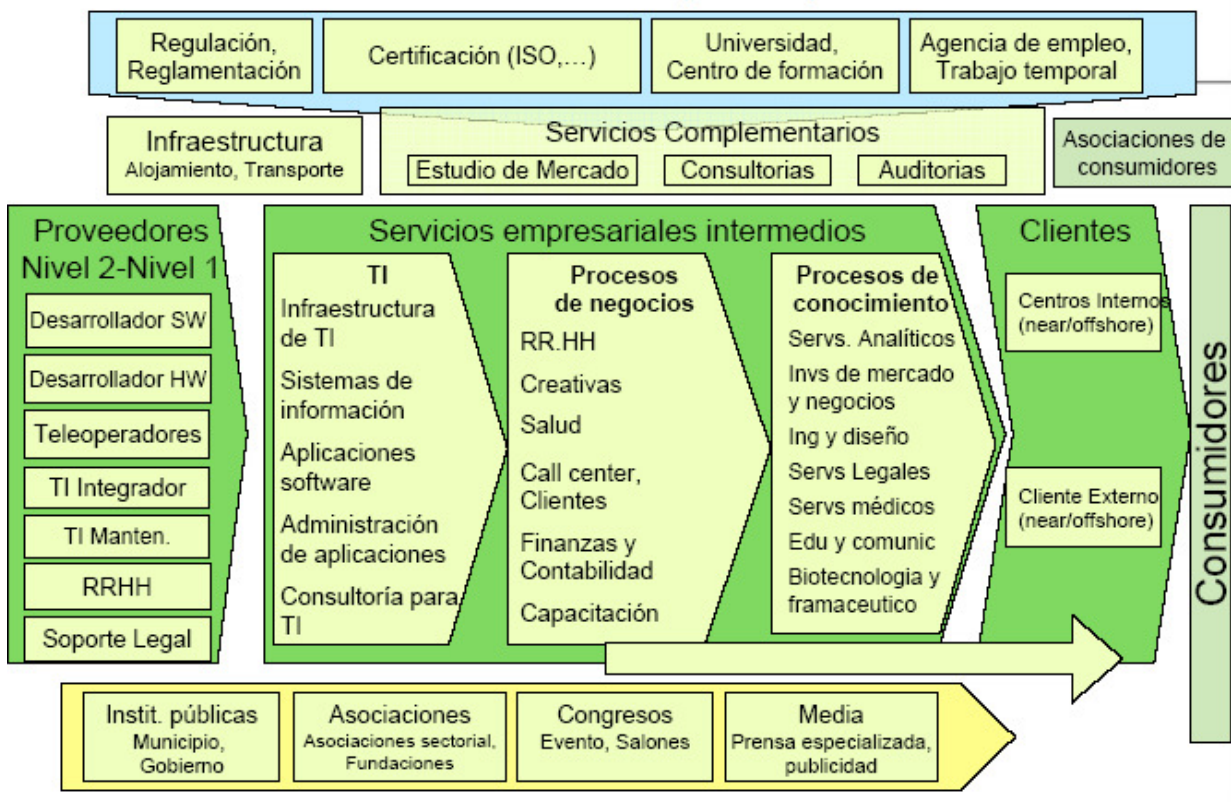 Regulación,
Reglamentación
Certificación (ISO,...)
Universidad,
Centro de formación
Agencia de empleo,
Trabajo temporal
Infraestructura
Alojamiento, Transporte
Servicios Complementarios
Estudio de Mercado
Consultorias
Auditorias
Asociaciones de
consumidores
Proveedores
Nivel 2-Nivel 1
Desarrollador SW
Desarrollador HW
Teleoperadores
TI Integrador
TI Manten.
RRHH
Soporte Legal
Servicios empresariales intermedios
TI
Infraestructura
de TI
Sistemas de
información
Aplicaciones
software
Administración
de aplicaciones
Consultoría para
TI
Procesos
de negocios
RR.HH
Creativas
Salud
Call center,
Clientes
Finanzas y
Contabilidad
Capacitación
Procesos de
conocimiento
Servs. Analíticos
Invs de mercado
y negocios
Ing y diseño
Servs Legales
Servs médicos
Edu y comunic
Biotecnologia y
framaceutico
Clientes
Centros Internos
(near/offshore)
Cliente Externo
(near/offshore)
Consumidores
Instit. públicas
Municipio,
Gobierno
Asociaciones
Asociaciones sectorial,
Fundaciones
Congresos
Evento, Salones
Media
Prensa especializada,
publicidad